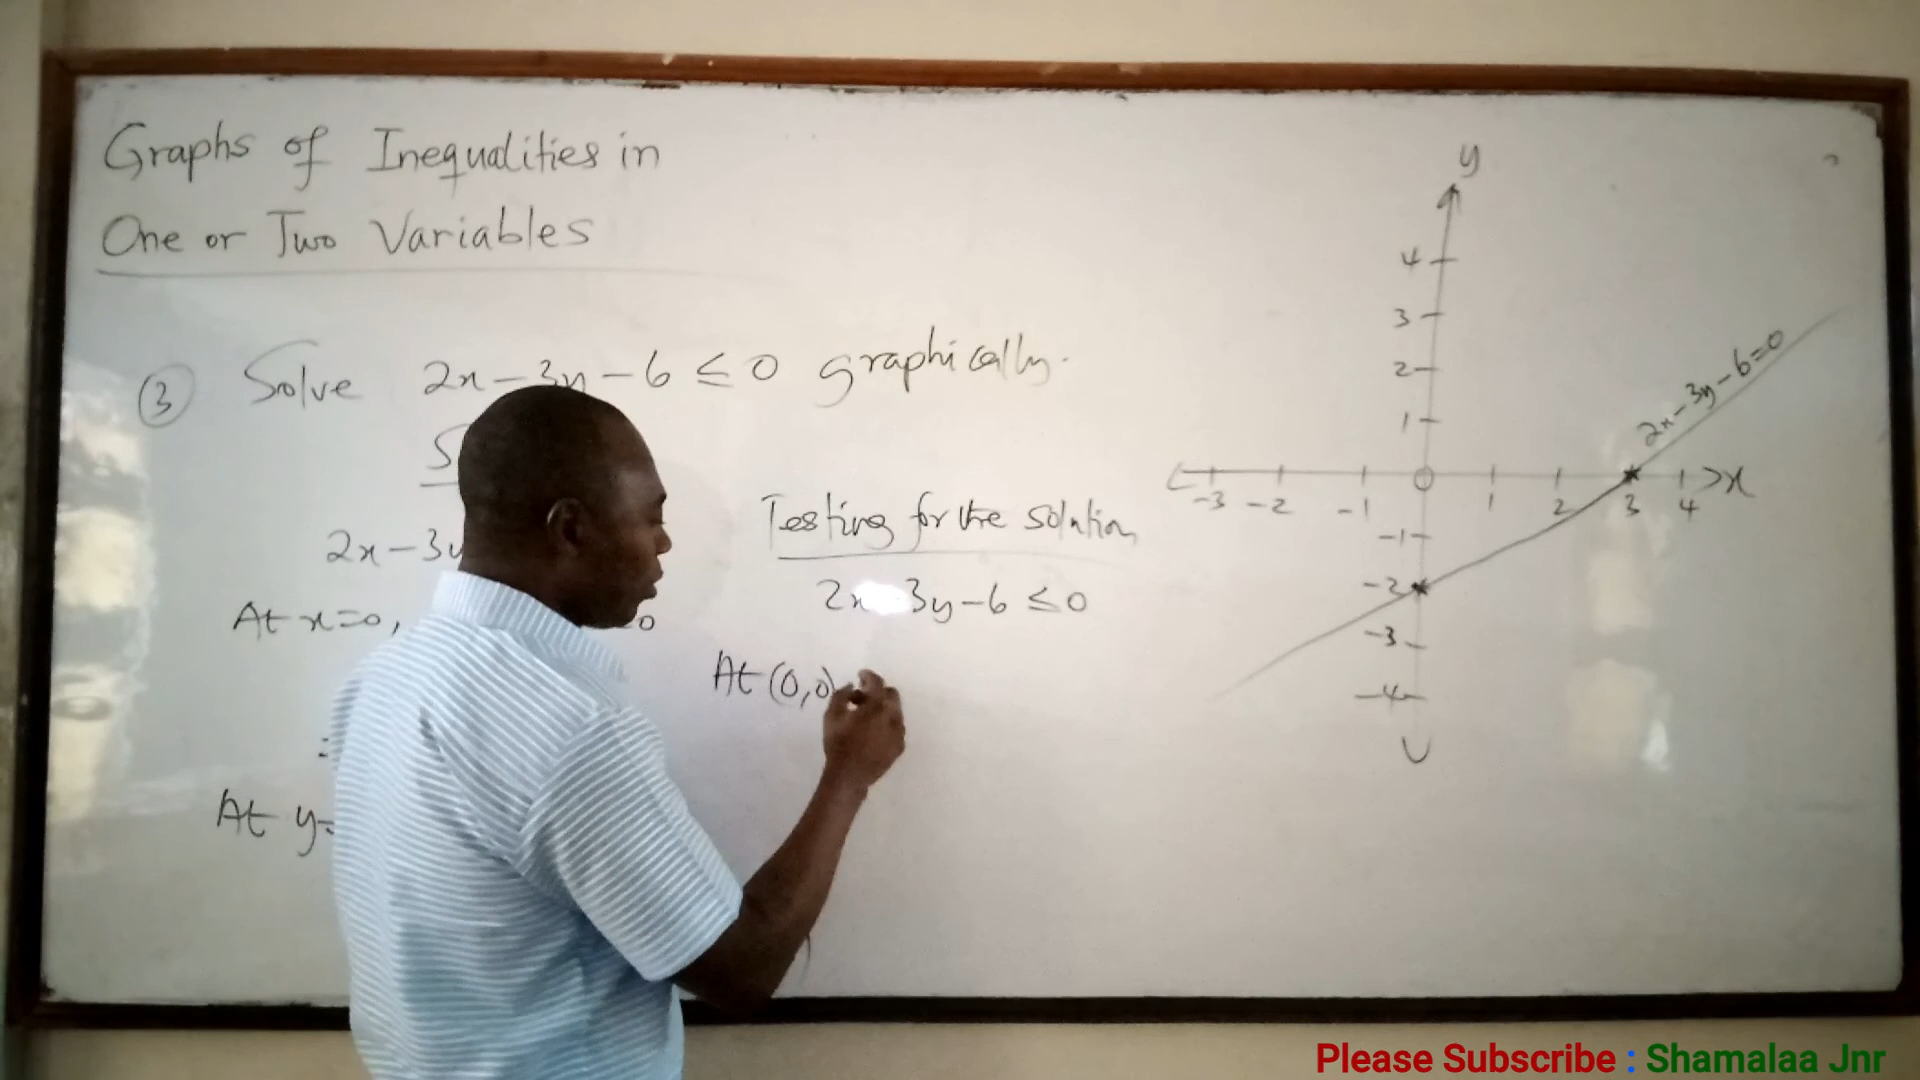 Graphs of Inequalities in
One or Two Variables
③ Solve 2x-3y-6≤0 graphically.
S
2x-3y
At x=0, 0
At y=
Testing for the solution
2x 3y-6≤0
At (0,0)
y
4
3
2
1
-3 -2 -1 0 1 2 3 4 x
-1
-2
-3
-4
2x-3y-6=0
Please Subscribe : Shamalaa Jnr